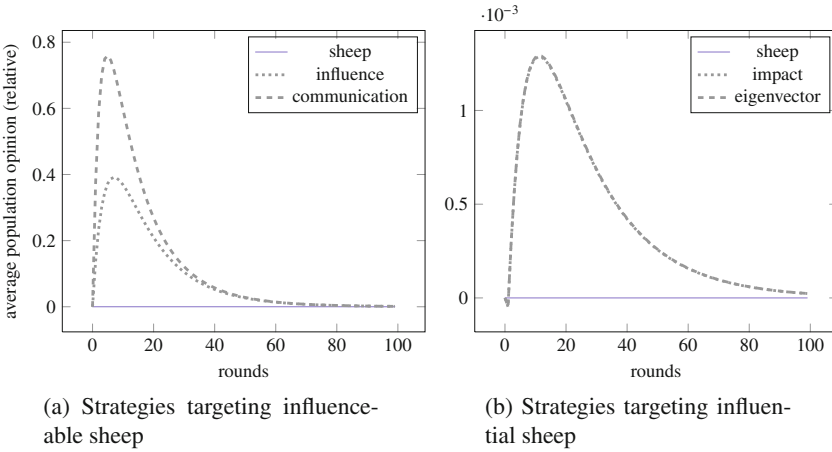 ·10⁻³
average population opinion (relative)
0.8
0.6
0.4
0.2
0
0 20 40 60 80 100
rounds
sheep
influence
communication
1
0.5
0
0 20 40 60 80 100
rounds
sheep
impact
eigenvector
(a) Strategies targeting influence-
able sheep
(b) Strategies targeting influen-
tial sheep